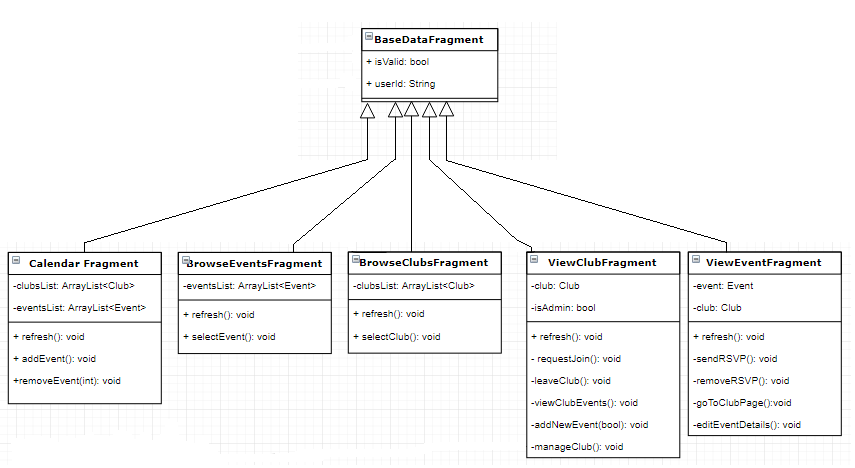 BaseDataFragment
+ isValid: bool
+ userId: String
Calendar Fragment
-clubsList: ArrayList<Club>
-eventsList: ArrayList<Event>
+ refresh(): void
+ addEvent(): void
+removeEvent(int): void
BrowseEventsFragment
-eventsList: ArrayList<Event>
+ refresh(): void
+ selectEvent(): void
BrowseClubsFragment
-clubsList: ArrayList<Club>
+ refresh(): void
+ selectClub(): void
ViewClubFragment
-club: Club
-isAdmin: bool
+ refresh(): void
- requestJoin(): void
-leaveClub(): void
-viewClubEvents(): void
-addNewEvent(bool): void
-manageClub(): void
ViewEventFragment
-event: Event
-club: Club
+ refresh(): void
-sendRSVP(): void
-removeRSVP(): void
-goToClubPage():void
-editEventDetails(): void